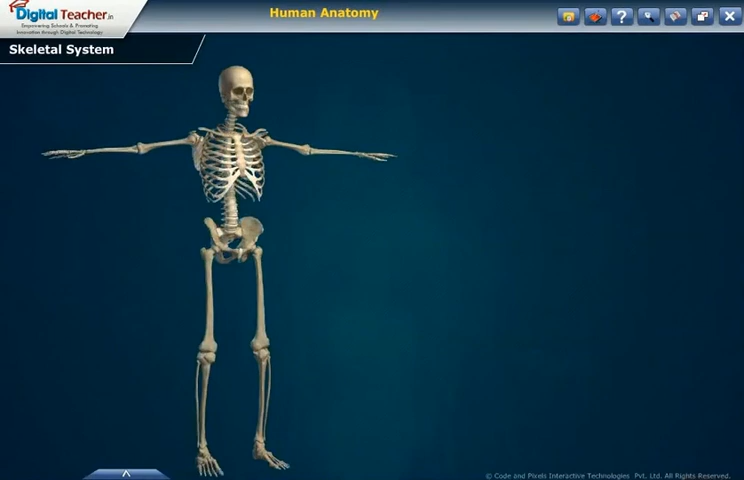 Digital Teacher.in
Empowering Schools & Promoting
Innovation through Digital Technology
Human Anatomy
?
Skeletal System
© Code and Pixels Interactive Technologies Pvt. Ltd. All Rights Reserved.